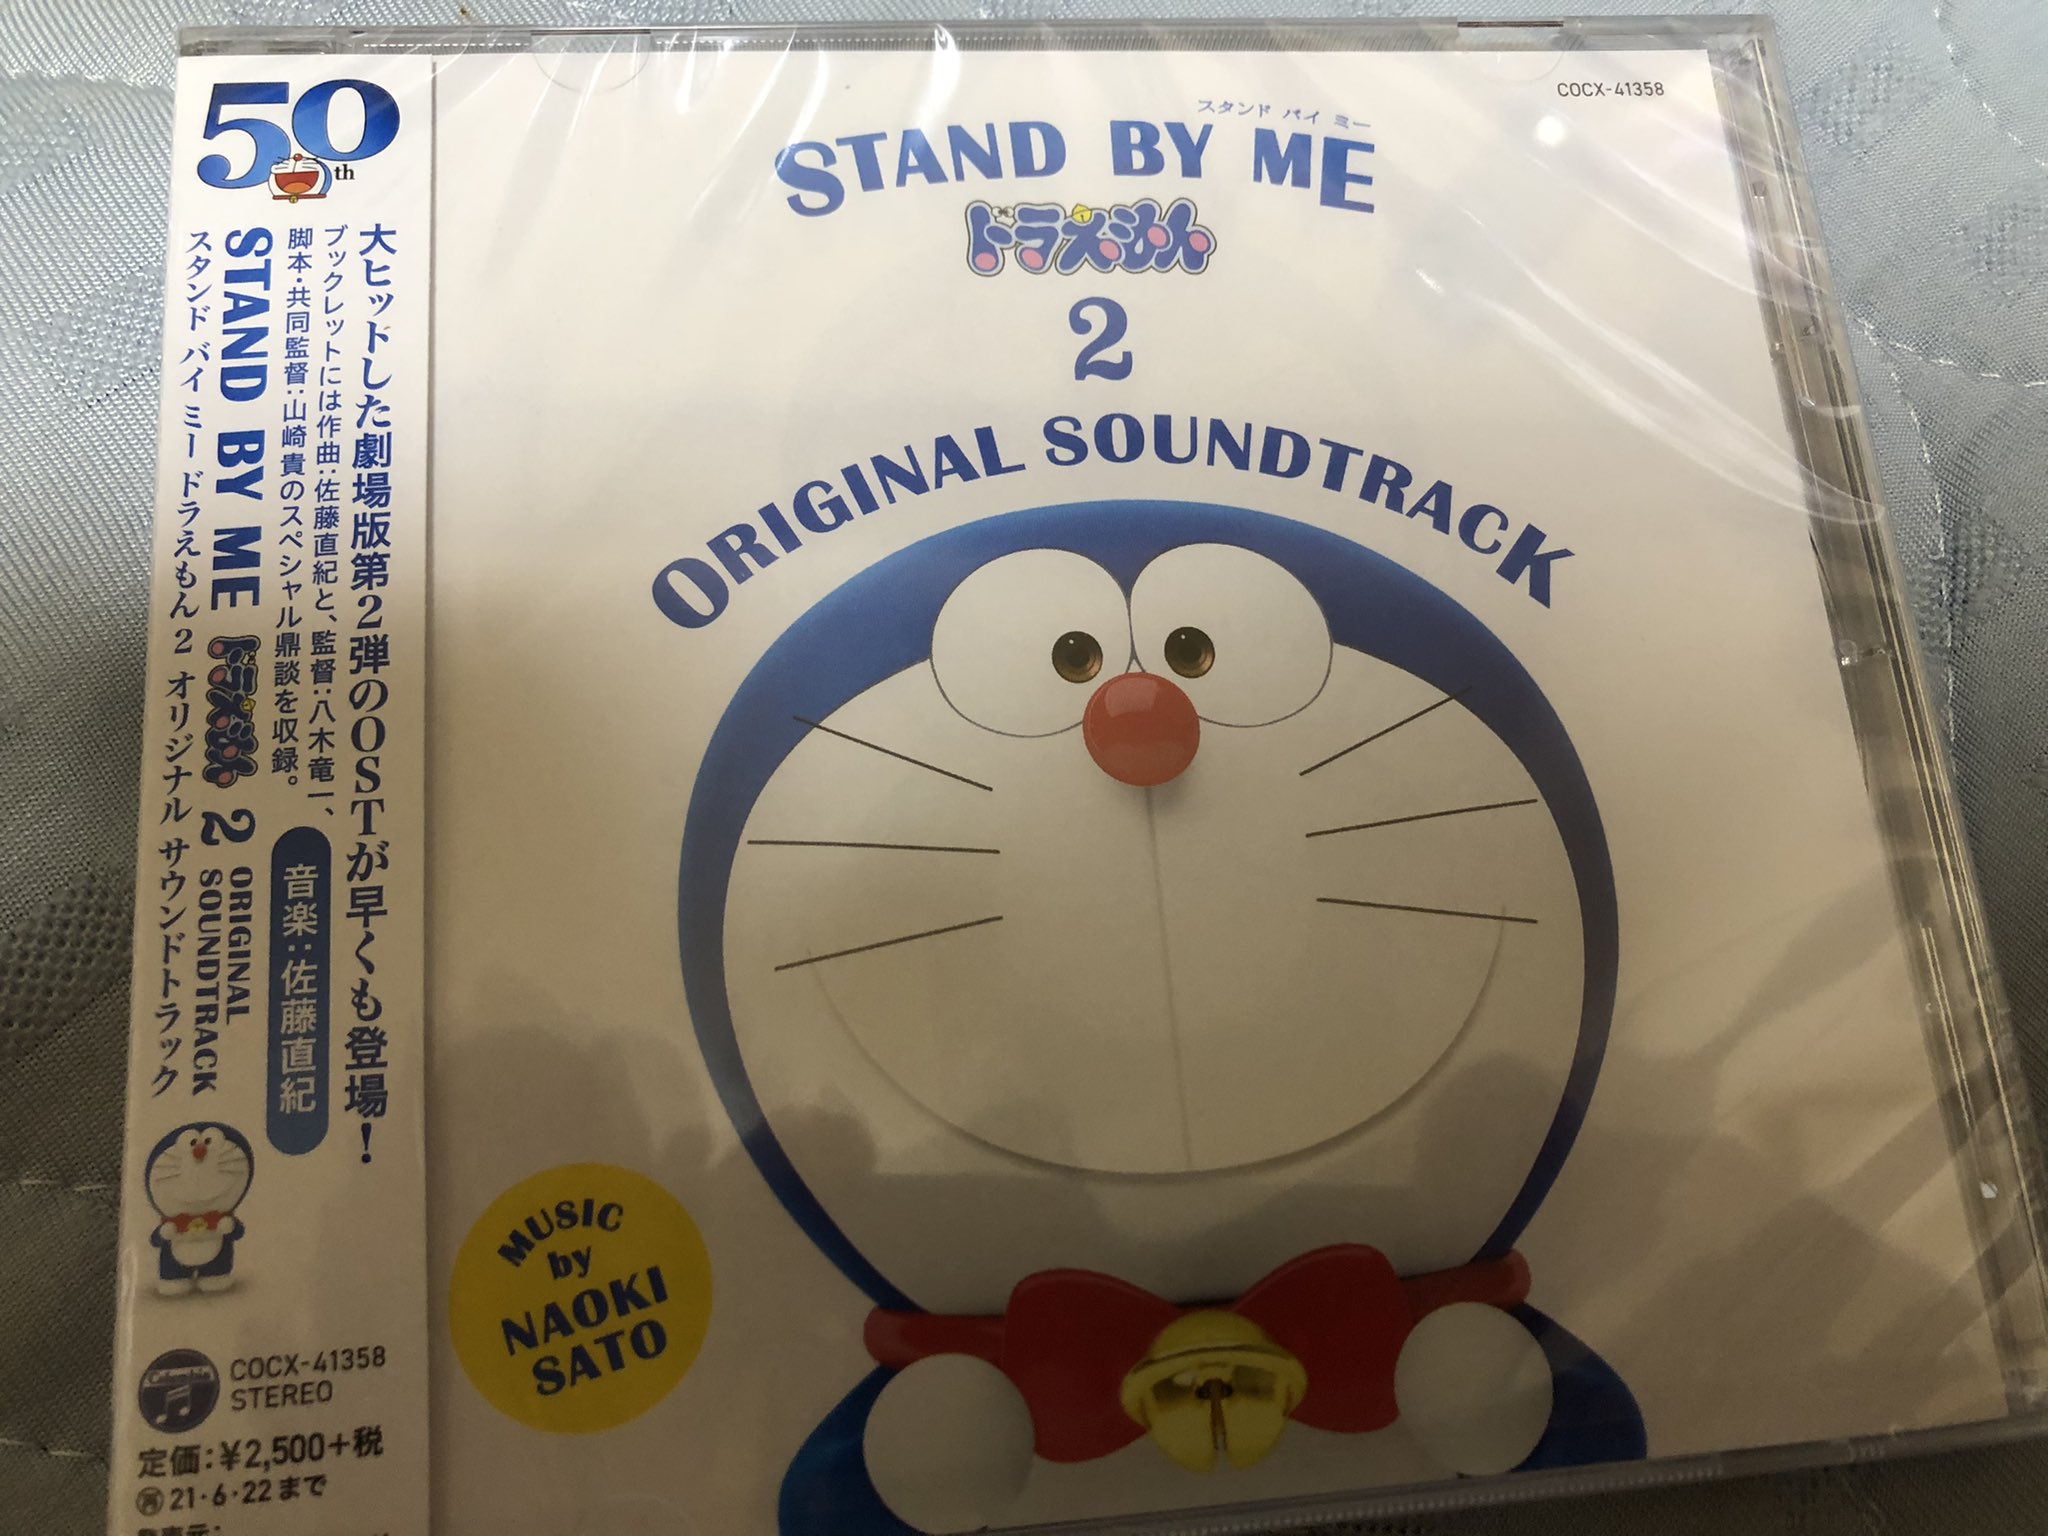 50th
大ヒットした劇場版第2弾のOSTが早くも登場！
ブックレットには作曲：佐藤直紀と、監督：八木竜一、
脚本・共同監督：山崎貴のスペシャル鼎談を収録。
音楽：佐藤直紀
STAND BY ME ドラえもん 2 ORIGINAL SOUNDTRACK
スタンド バイ ミー ドラえもん 2 オリジナル サウンドトラック
Columbia
COCX-41358
STEREO
定価：¥2,500+税
再21・6・22まで
COCX-41358
スタンド バイ ミー
STAND BY ME
ドラえもん
2
ORIGINAL SOUNDTRACK
MUSIC
by
NAOKI
SATO